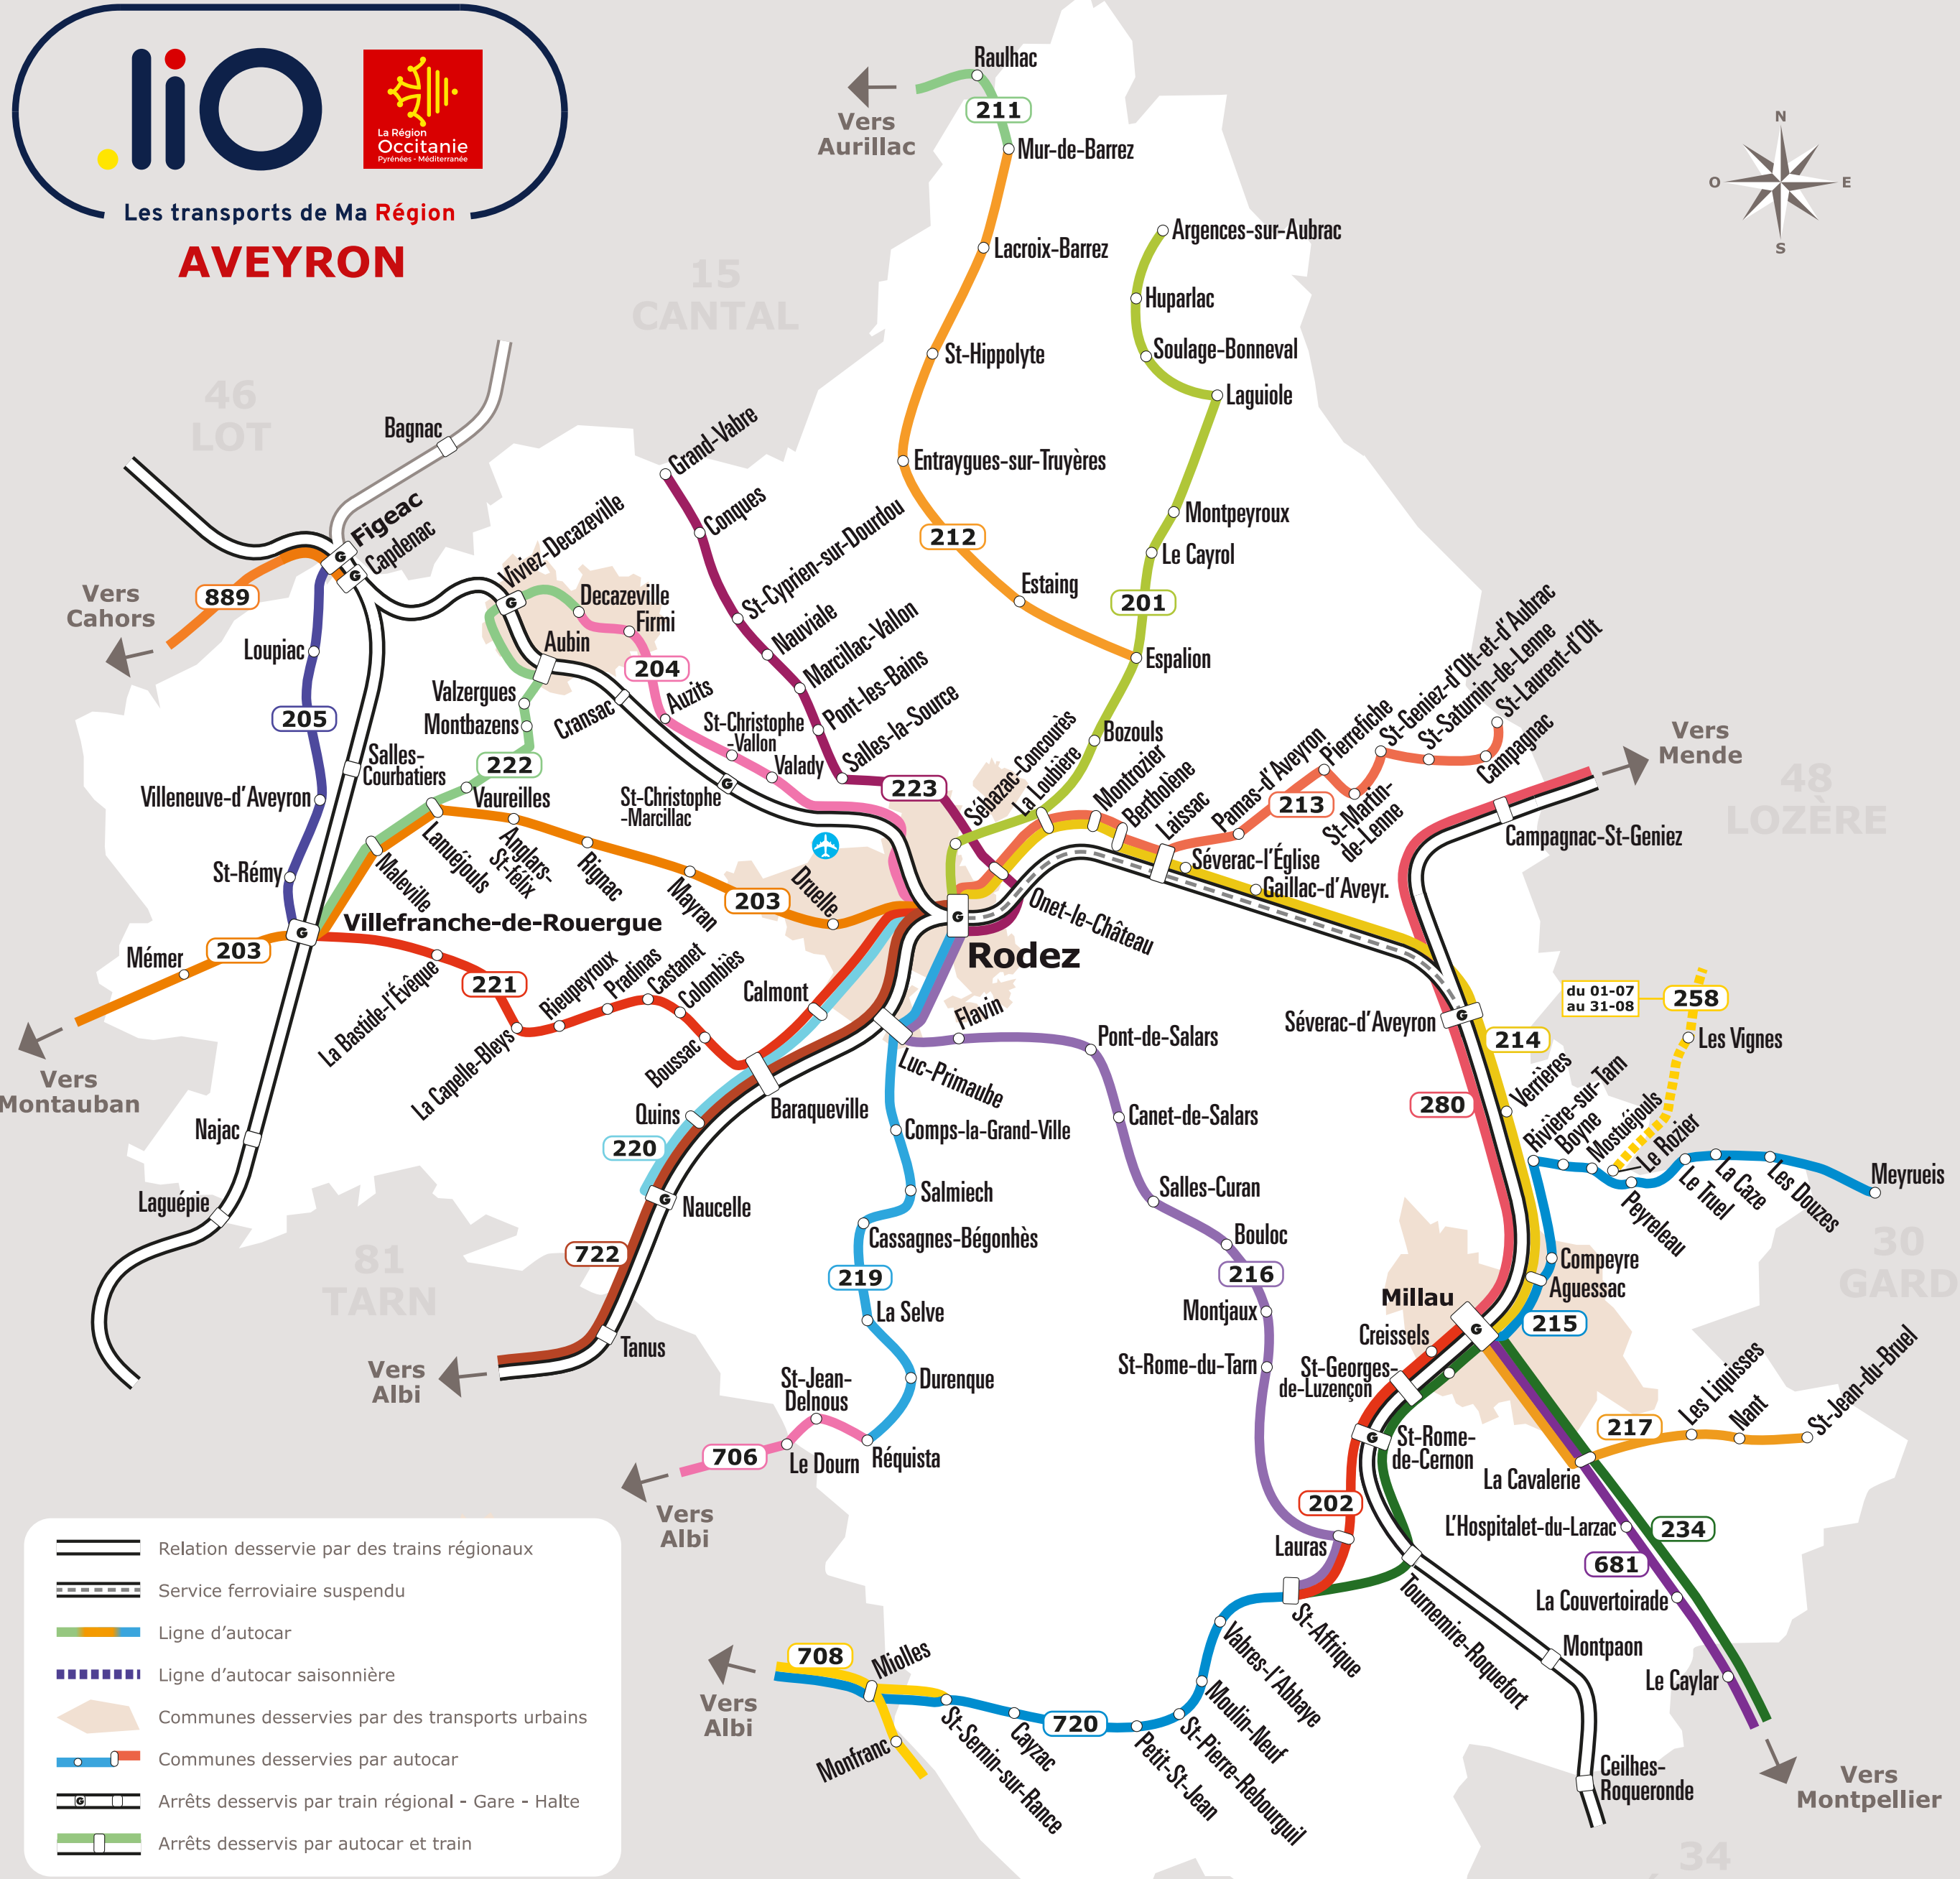 .liO
La Région
Occitanie
Pyrénées - Méditerranée
Les transports de Ma Région
AVEYRON
Raulhac
Vers
Aurillac
211
Mur-de-Barrez
N
O
E
S
Lacroix-Barrez
Argences-sur-Aubrac
15
CANTAL
Huparlac
St-Hippolyte
Soulage-Bonneval
Laguiole
46
LOT
Bagnac
Grand-Vabre
Entraygues-sur-Truyères
Conques
Montpeyroux
212
Le Cayrol
Figeac
Capdenac
Viviez-Decazeville
St-Cyprien-sur-Dourdou
Estaing
201
Vers
Cahors
889
Decazeville
Firmi
Nauviale
Marcillac-Vallon
Espalion
Loupiac
Aubin
204
Pont-les-Bains
St-Geniez-d'Olt-et-d'Aubrac
St-Saturnin-de-Lenne
St-Laurent-d'Olt
Valzergues
Montbazens
205
Cransac
Auzits
St-Christophe
-Vallon
Valady
Salles-la-Source
Bozouls
Campagnac
Vers
Mende
Salles-
Courbatiers
222
St-Christophe
-Marcillac
223
Sébazac-Concourès
La Loubière
Montrozier
Bertholène
Laissac
Pamas-d'Aveyron
Pierrefiche
213
St-Martin-
de-Lenne
48
LOZÈRE
Villeneuve-d'Aveyron
Vaureilles
Lanuéjouls
Anglars-
St-félix
Rignac
Mayran
Campagnac-St-Geniez
St-Rémy
Maleville
Druelle
203
Séverac-l'Église
Gaillac-d'Aveyr.
Onet-le-Château
Villefranche-de-Rouergue
Rodez
Mémer
203
La Bastide-l'Évêque
221
Rieupeyroux
Pradinas
Castanet
Colombiès
Calmont
Flavin
La Capelle-Bleys
Boussac
Vers
Montauban
Luc-Primaube
Pont-de-Salars
Séverac-d'Aveyron
214
du 01-07
au 31-08
258
Les Vignes
Baraqueville
Quins
220
280
Verrières
Rivière-sur-Tarn
Boyne
Mostuéjouls
Le Rozier
Peyreleau
Le Truel
La Caze
Les Douzes
Meyrueis
Najac
Comps-la-Grand-Ville
Canet-de-Salars
Laguépie
Naucelle
Salmiech
Salles-Curan
Cassagnes-Bégonhès
Bouloc
81
TARN
722
219
216
Compeyre
Aguessac
30
GARD
La Selve
Montjaux
Millau
215
Creissels
Tanus
Vers
Albi
St-Jean-
Delnous
Durenque
St-Rome-du-Tarn
St-Georges-
de-Luzençon
706
Le Dourn
Réquista
St-Rome-
de-Cernon
217
Les Liquisses
Nant
St-Jean-du-Bruel
La Cavalerie
Vers
Albi
202
L'Hospitalet-du-Larzac
234
Lauras
681
St-Affrique
Tournemire-Roquefort
La Couvertoirade
Vabres-l'Abbaye
Montpaon
Le Caylar
708
Miolles
Vers
Albi
Moulin-Neuf
720
Monfranc
St-Sernin-sur-Rance
Cayzac
Petit-St-Jean
St-Pierre-Rebourguil
Ceilhes-
Roqueronde
Vers
Montpellier
34
Relation desservie par des trains régionaux
Service ferroviaire suspendu
Ligne d'autocar
Ligne d'autocar saisonnière
Communes desservies par des transports urbains
Communes desservies par autocar
Arrêts desservis par train régional - Gare - Halte
Arrêts desservis par autocar et train